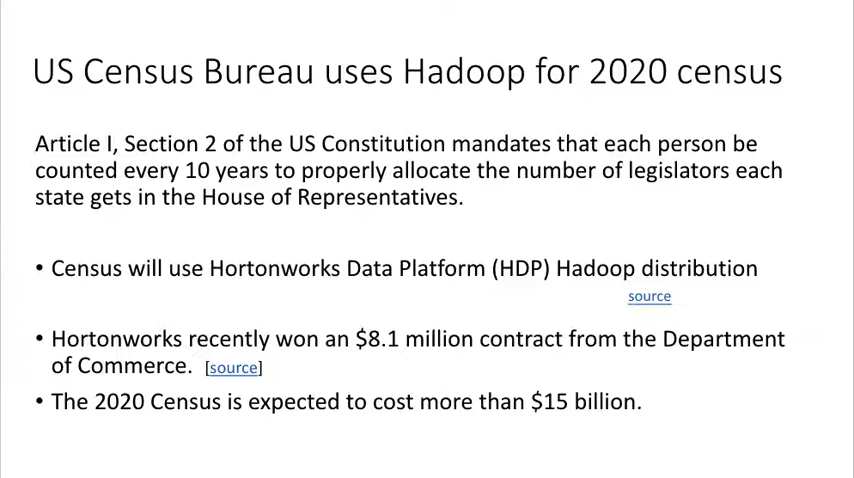 US Census Bureau uses Hadoop for 2020 census
Article I, Section 2 of the US Constitution mandates that each person be
counted every 10 years to properly allocate the number of legislators each
state gets in the House of Representatives.
• Census will use Hortonworks Data Platform (HDP) Hadoop distribution
source
• Hortonworks recently won an $8.1 million contract from the Department
of Commerce. [source]
• The 2020 Census is expected to cost more than $15 billion.